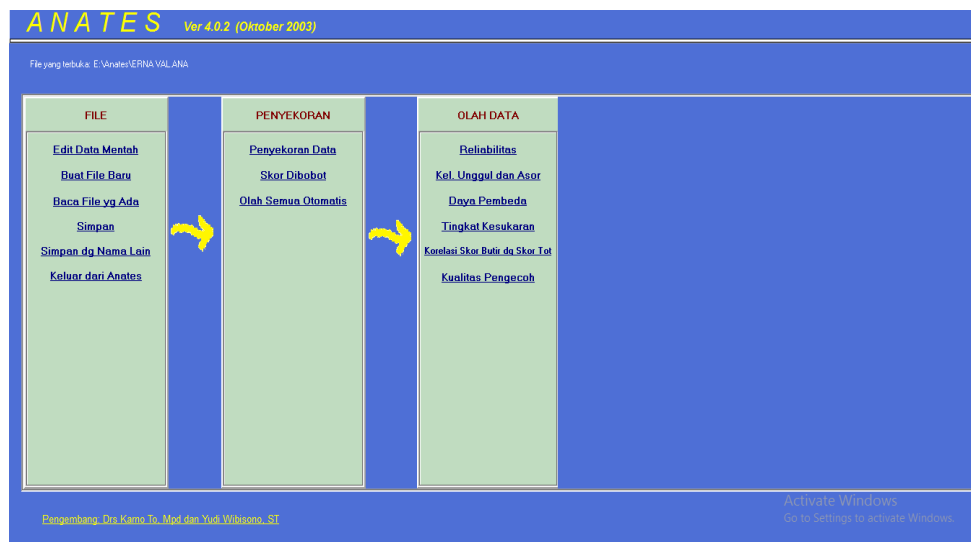 ANATES Ver 4.0.2 (Oktober 2003)
File yang terbuka: E:\Anates\ERNA VAL.ANA
FILE
Edit Data Mentah
Buat File Baru
Baca File yg Ada
Simpan
Simpan dg Nama Lain
Keluar dari Anates
PENYEKORAN
Penyekoran Data
Skor Dibobot
Olah Semua Otomatis
OLAH DATA
Reliabilitas
Kel. Unggul dan Asor
Daya Pembeda
Tingkat Kesukaran
Korelasi Skor Butir dg Skor Tot
Kualitas Pengecoh
Pengembang: Drs Karno To, Mpd dan Yudi Wibisono, ST
Activate Windows
Go to Settings to activate Windows.